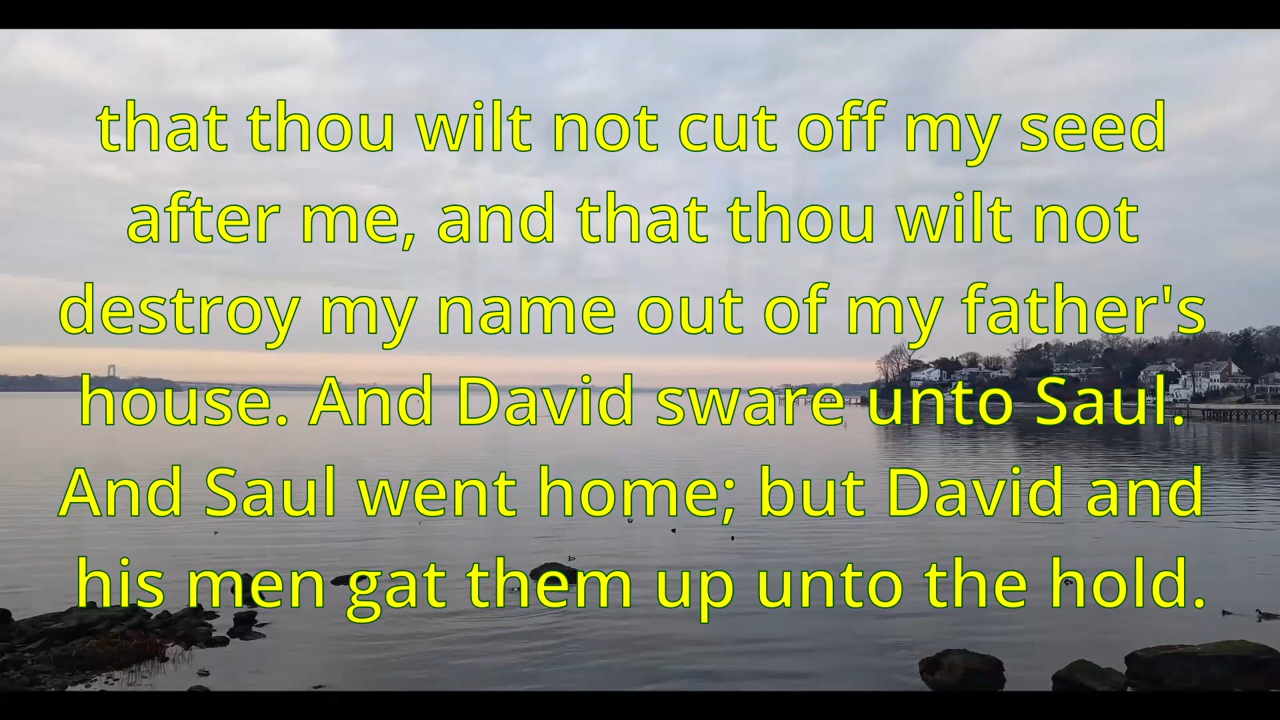 that thou wilt not cut off my seed
after me, and that thou wilt not
destroy my name out of my father's
house. And David sware unto Saul.
And Saul went home; but David and
his men gat them up unto the hold.